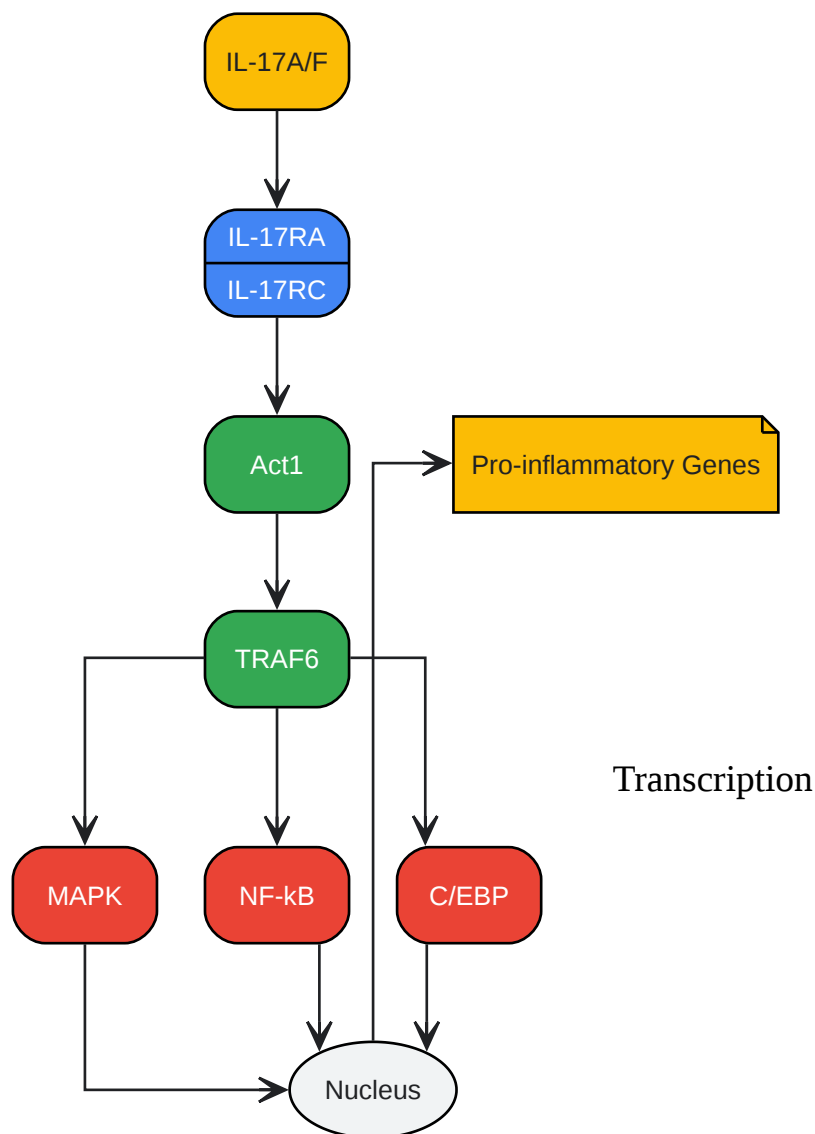 IL-17A/F
IL-17RA
IL-17RC
Act1
Pro-inflammatory Genes
TRAF6
Transcription
MAPK
NF-kB
C/EBP
Nucleus